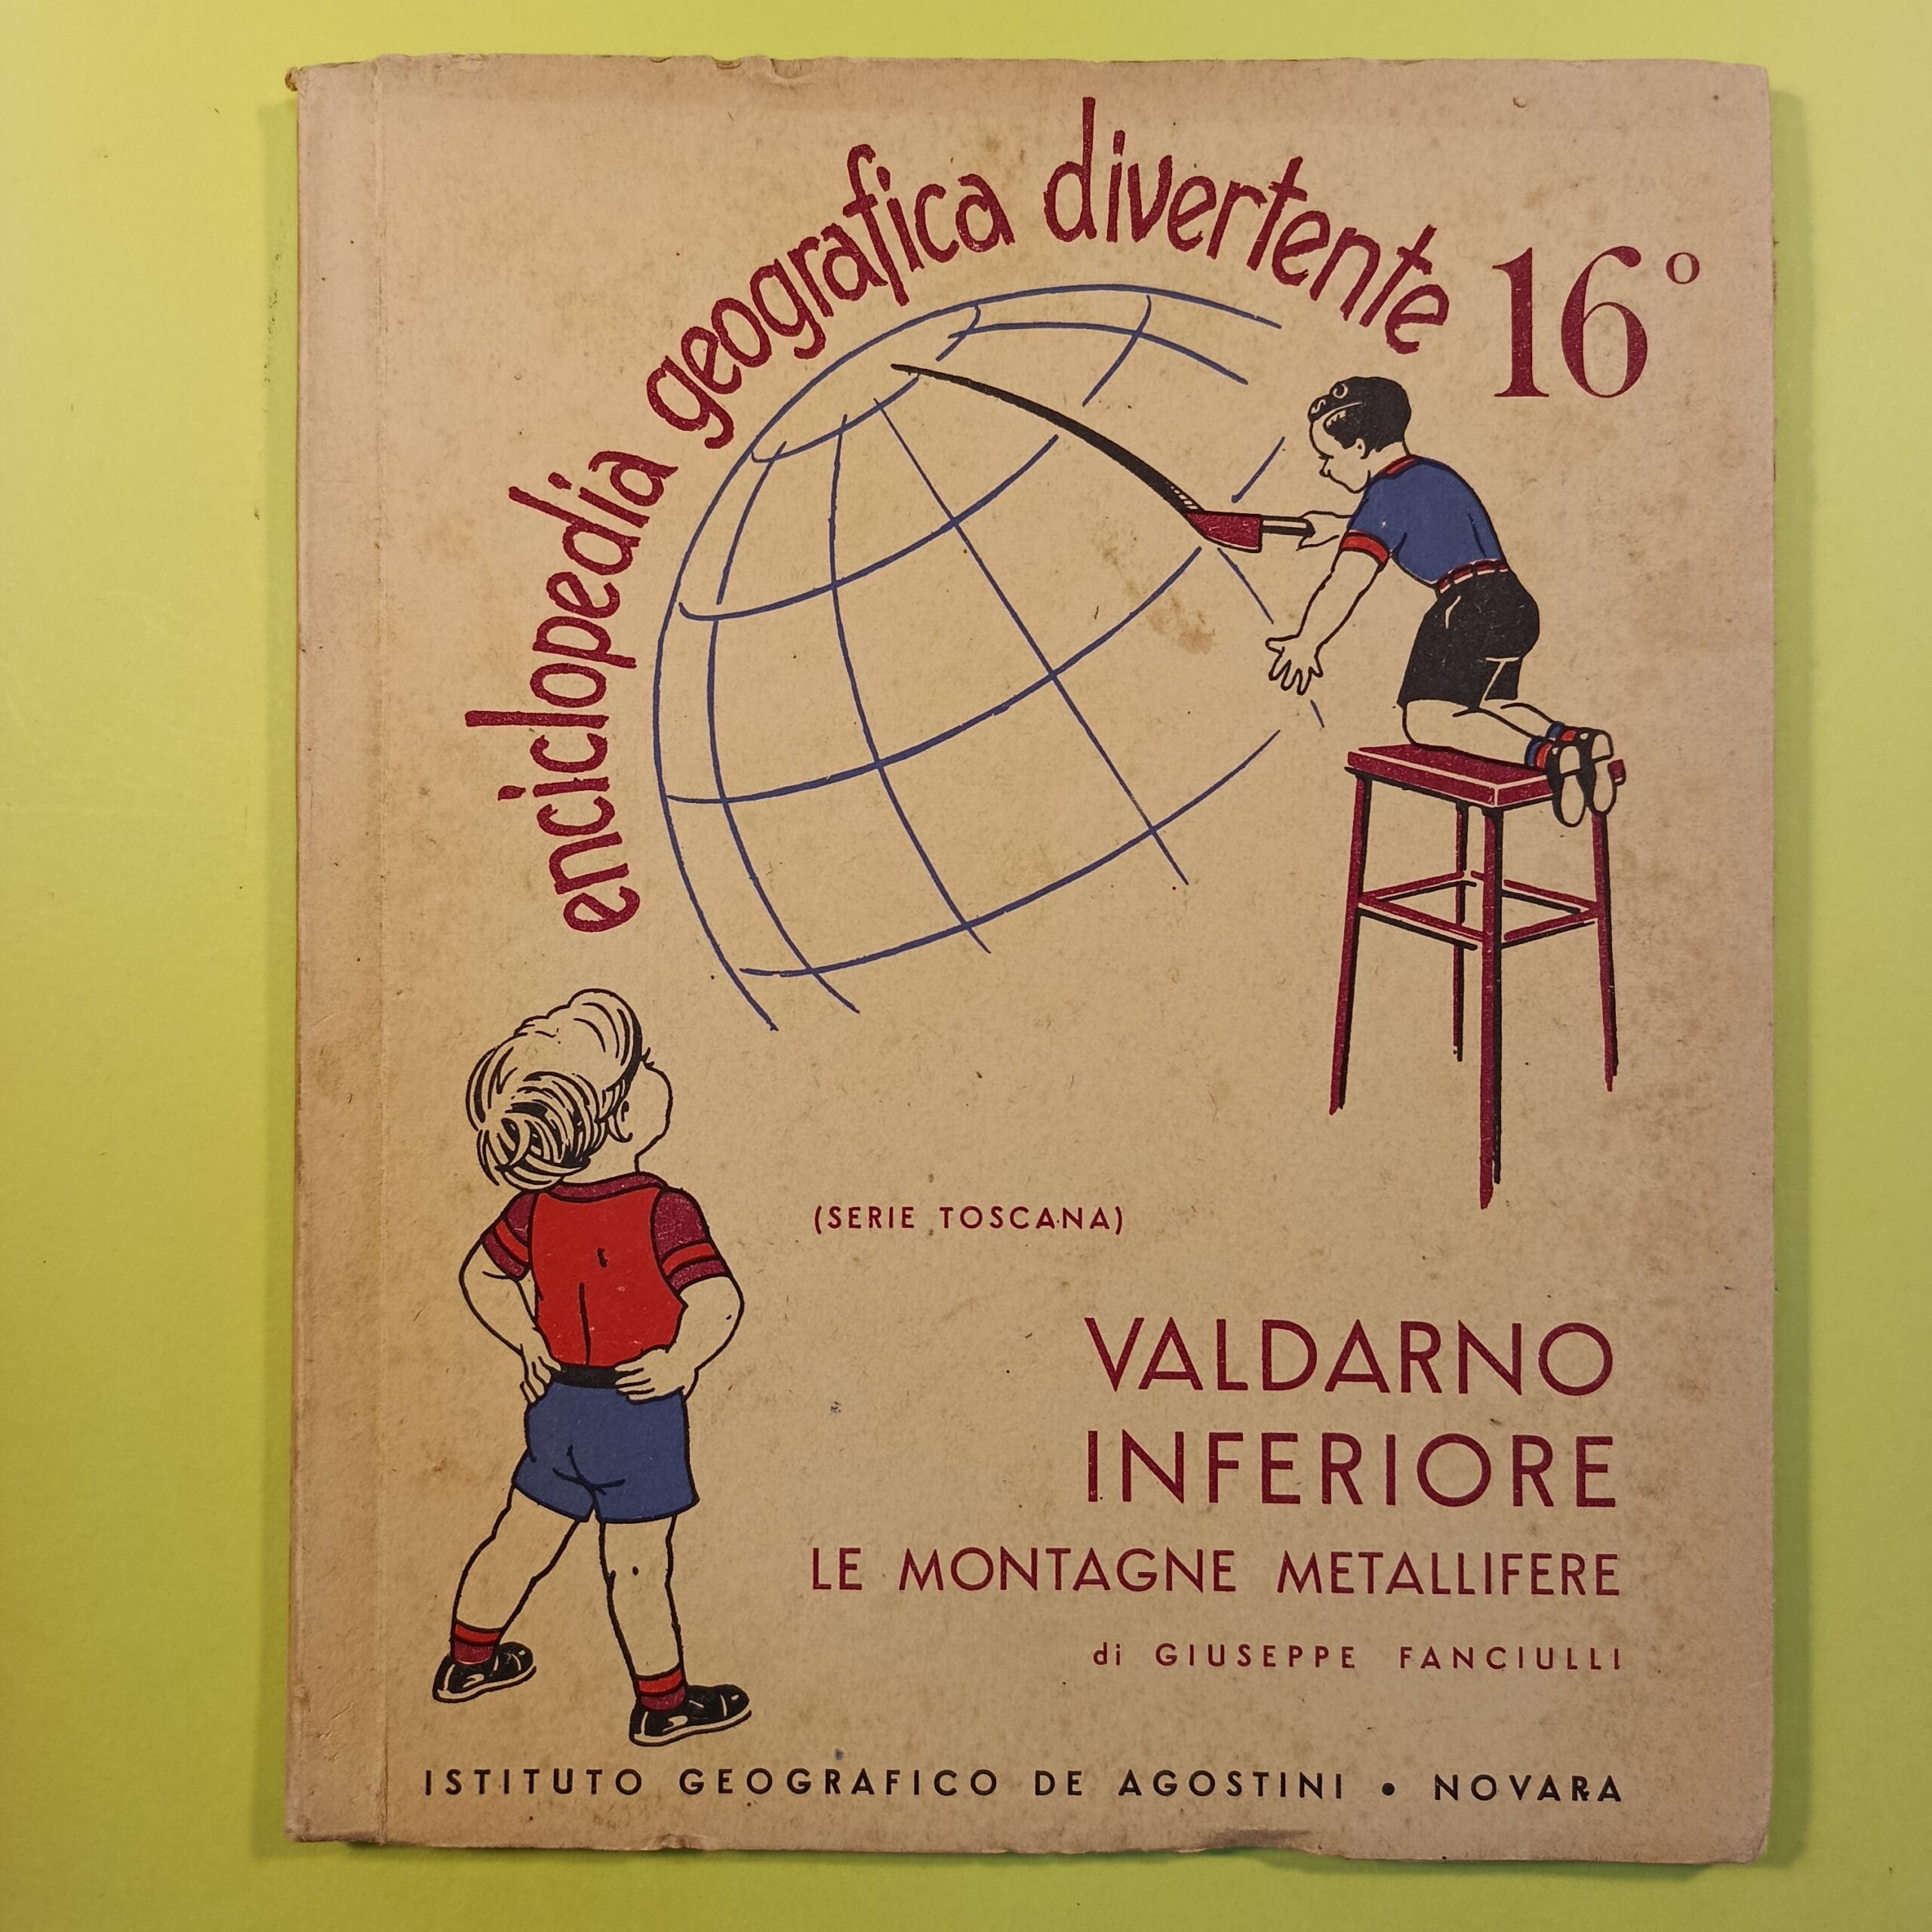 enciclopedia geografica divertente
16°
(SERIE TOSCANA)
VALDARNO
INFERIORE
LE MONTAGNE METALLIFERE
di GIUSEPPE FANCIULLI
ISTITUTO GEOGRAFICO DE AGOSTINI • NOVARA